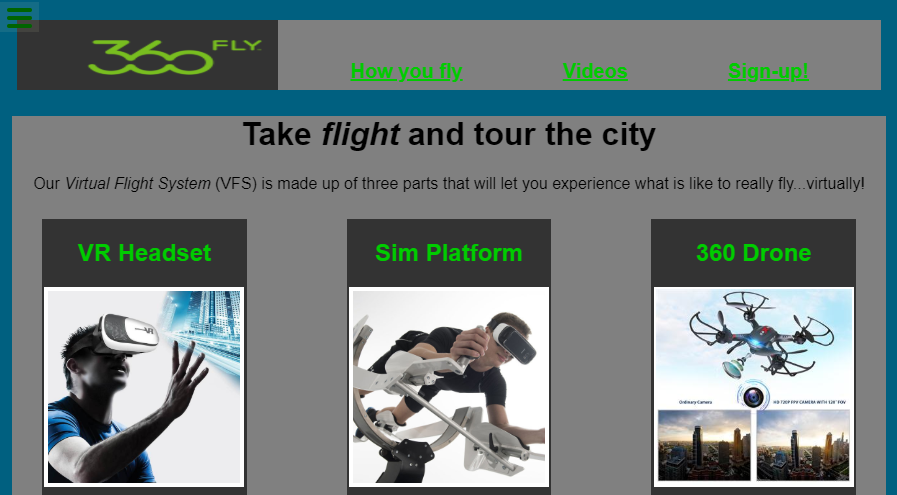 360 FLY
How you fly Videos Sign-up!
Take flight and tour the city
Our Virtual Flight System (VFS) is made up of three parts that will let you experience what is like to really fly...virtually!
VR Headset Sim Platform 360 Drone
Ordinary Camera HD 720P FPV CAMERA WITH 120° FOV